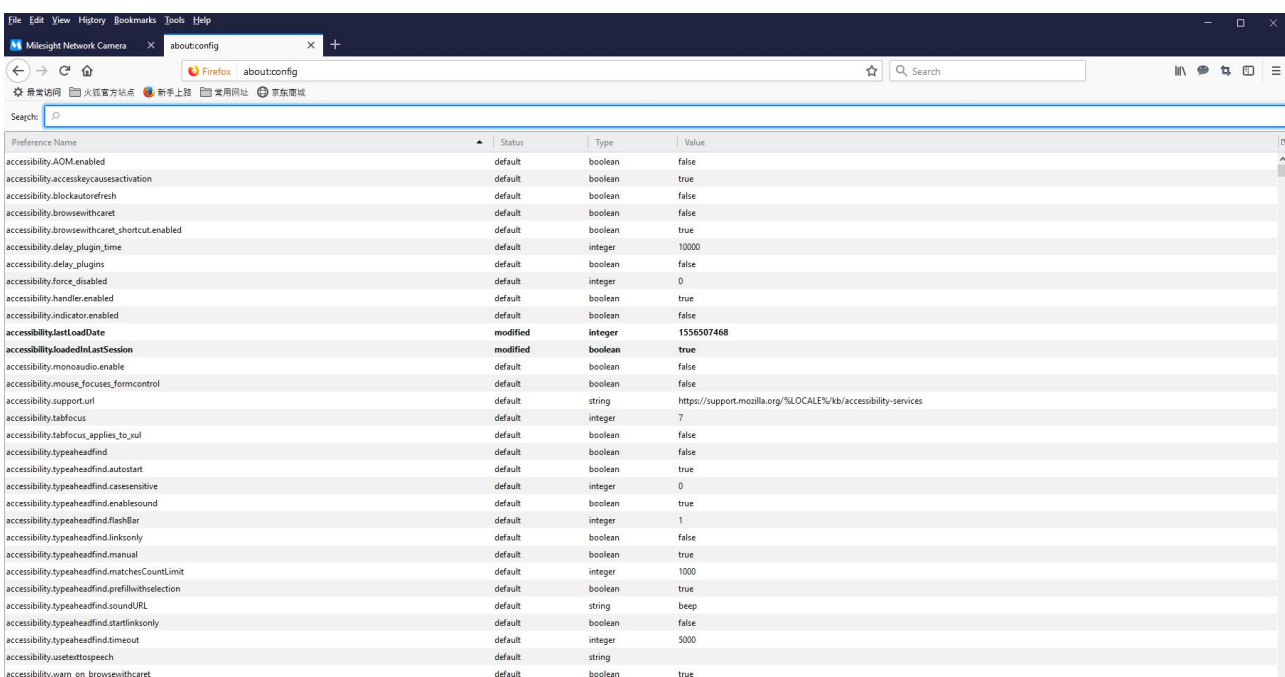 File Edit View History Bookmarks Tools Help
Milesight Network Camera about:config
Firefox about:config Search
最常访问 火狐官方站点 新手上路 常用网址 京东商城
Search:
Preference Name Status Type Value
accessibility.AOM.enabled default boolean false
accessibility.accesskeycausesactivation default boolean true
accessibility.blockautorefresh default boolean false
accessibility.browsewithcaret default boolean false
accessibility.browsewithcaret_shortcut.enabled default boolean true
accessibility.delay_plugin_time default integer 10000
accessibility.delay_plugins default boolean false
accessibility.force_disabled default integer 0
accessibility.handler.enabled default boolean true
accessibility.indicator.enabled default boolean false
accessibility.lastLoadDate modified integer 1556507468
accessibility.loadedInLastSession modified boolean true
accessibility.monoaudio.enable default boolean false
accessibility.mouse_focuses_formcontrol default boolean false
accessibility.support.url default string https://support.mozilla.org/%LOCALE%/kb/accessibility-services
accessibility.tabfocus default integer 7
accessibility.tabfocus_applies_to_xul default boolean false
accessibility.typeaheadfind default boolean false
accessibility.typeaheadfind.autostart default boolean true
accessibility.typeaheadfind.casesensitive default integer 0
accessibility.typeaheadfind.enablesound default boolean true
accessibility.typeaheadfind.flashBar default integer 1
accessibility.typeaheadfind.linksonly default boolean false
accessibility.typeaheadfind.manual default boolean true
accessibility.typeaheadfind.matchesCountLimit default integer 1000
accessibility.typeaheadfind.prefillwithselection default boolean true
accessibility.typeaheadfind.soundURL default string beep
accessibility.typeaheadfind.startlinksonly default boolean false
accessibility.typeaheadfind.timeout default integer 5000
accessibility.usetexttospeech default string
accessibility.warn_on_browsewithcaret default boolean true